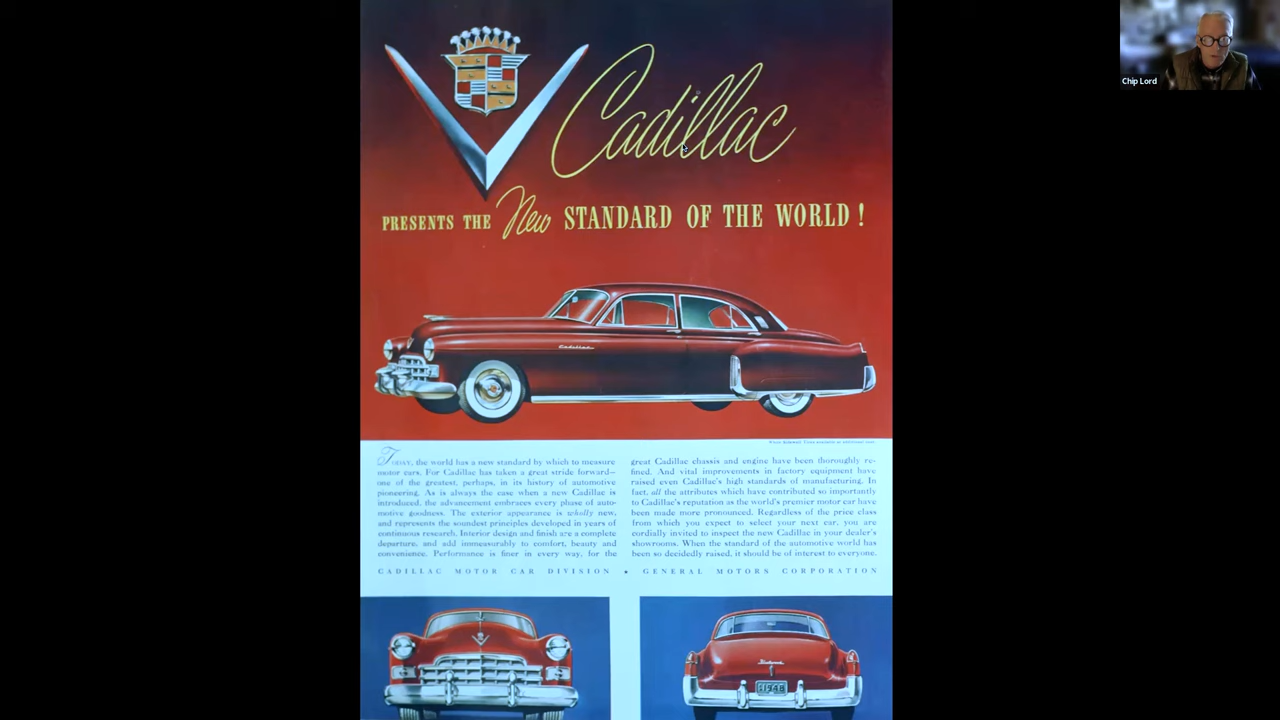 Chip Lord
Cadillac
PRESENTS THE New STANDARD OF THE WORLD!
Cadillac
TODAY, the world has a new standard by which to measure
motor cars. For Cadillac has taken a great stride forward—
one of the greatest, perhaps, in its history of automotive
pioneering. As is always the case when a new Cadillac is
introduced, the advancement embraces every phase of auto-
motive goodness. The exterior appearance is wholly new,
and represents the soundest principles developed in years of
continuous research. Interior design and finish are a complete
departure, and add immeasurably to comfort, beauty and
convenience. Performance is finer in every way, for the
great Cadillac chassis and engine have been thoroughly re-
fined. And vital improvements in factory equipment have
raised even Cadillac's high standards of manufacturing. In
fact, all the attributes which have contributed so importantly
to Cadillac's reputation as the world's premier motor car have
been made more pronounced. Regardless of the price class
from which you expect to select your next car, you are
cordially invited to inspect the new Cadillac in your dealer's
showrooms. When the standard of the automotive world has
been so decidedly raised, it should be of interest to everyone.
CADILLAC MOTOR CAR DIVISION • GENERAL MOTORS CORPORATION
1948